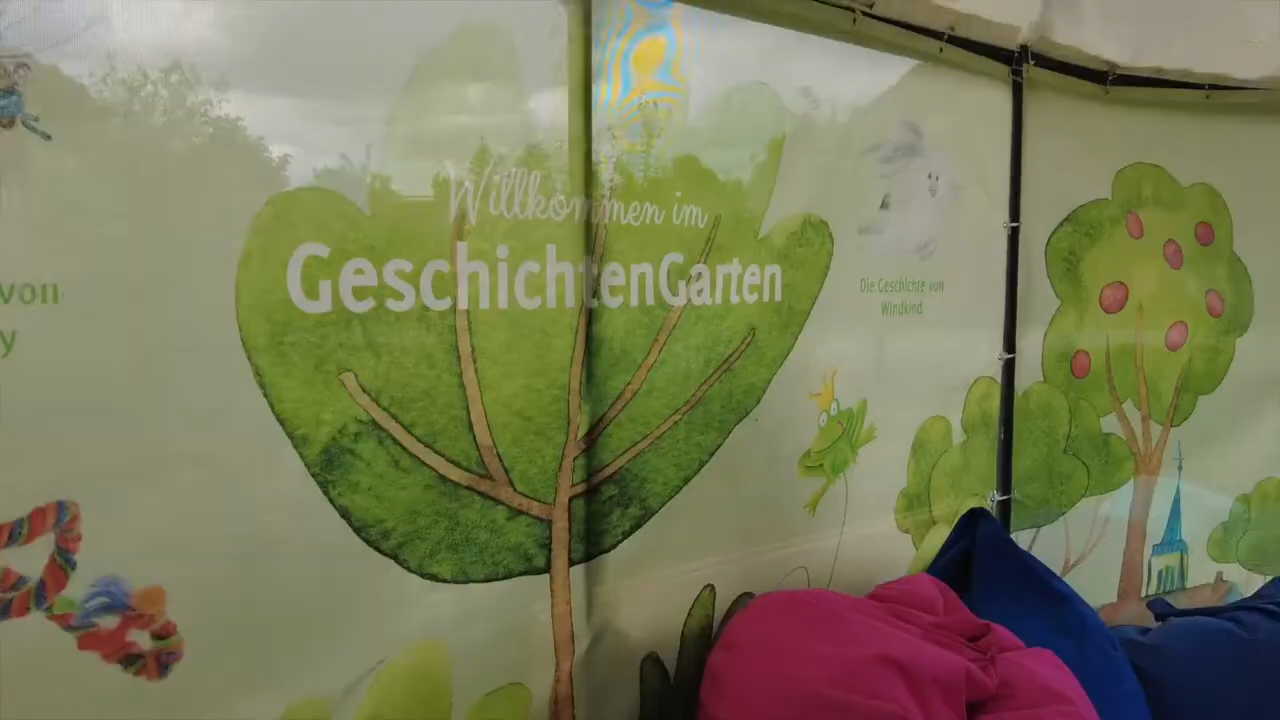 Willkommen im
GeschichtenGarten
von
y
Die Geschichte von
Windkind